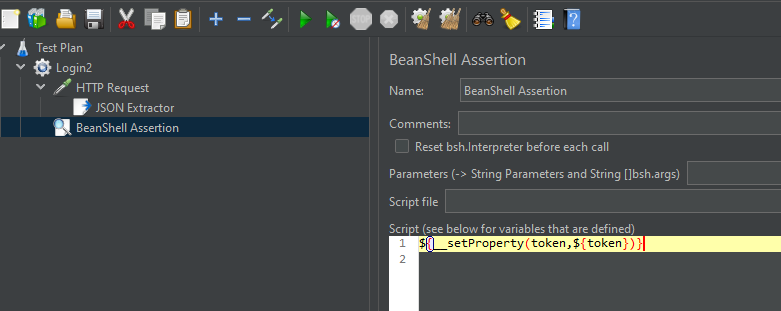 STOP
Test Plan
Login2
HTTP Request
JSON Extractor
BeanShell Assertion
BeanShell Assertion
Name: BeanShell Assertion
Comments:
Reset bsh.Interpreter before each call
Parameters (-> String Parameters and String []bsh.args)
Script file
Script (see below for variables that are defined)
1 ${__setProperty(token,${token})}
2